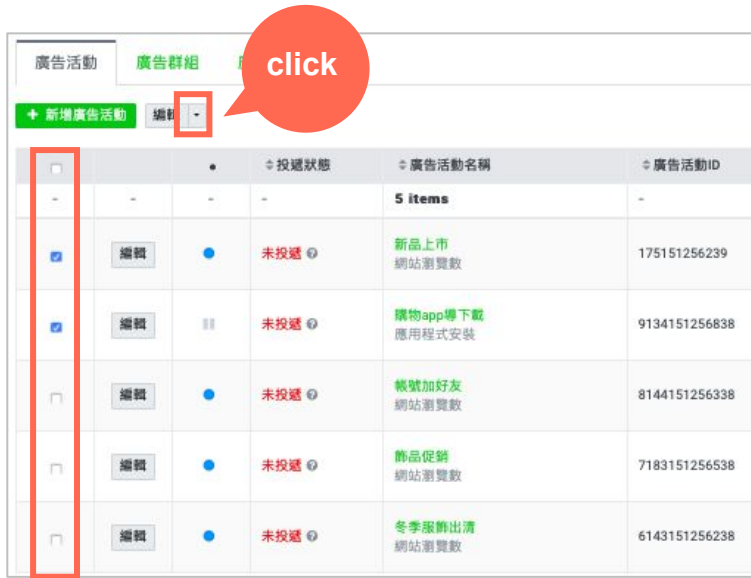 廣告活動 廣告群組
click
+ 新增廣告活動 編輯
投遞狀態 廣告活動名稱 廣告活動ID
- - - - 5 items -
編輯 未投遞 新品上市 175151256239
網站瀏覽數
編輯 未投遞 購物app導下載 9134151256838
應用程式安裝
編輯 未投遞 帳號加好友 8144151256338
網站瀏覽數
編輯 未投遞 飾品促銷 7183151256538
網站瀏覽數
編輯 未投遞 冬季服飾出清 6143151256238
網站瀏覽數